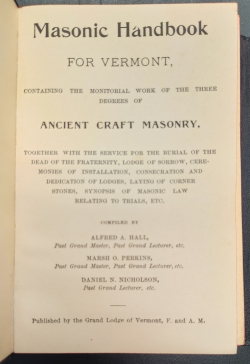 Masonic Handbook
FOR VERMONT,
CONTAINING THE MONITORIAL WORK OF THE THREE
DEGREES OF
ANCIENT CRAFT MASONRY,
TOGETHER WITH THE SERVICE FOR THE BURIAL OF THE
DEAD OF THE FRATERNITY, LODGE OF SORROW, CERE-
MONIES OF INSTALLATION, CONSECRATION AND
DEDICATION OF LODGES, LAYING OF CORNER
STONES, SYNOPSIS OF MASONIC LAW
RELATING TO TRIALS, ETC.
COMPILED BY
ALFRED A. HALL,
Past Grand Master, Past Grand Lecturer, etc.
MARSH O. PERKINS,
Past Grand Master, Past Grand Lecturer, etc.
DANIEL N. NICHOLSON,
Past Grand Lecturer, etc.
Published by the Grand Lodge of Vermont, F. and A. M.